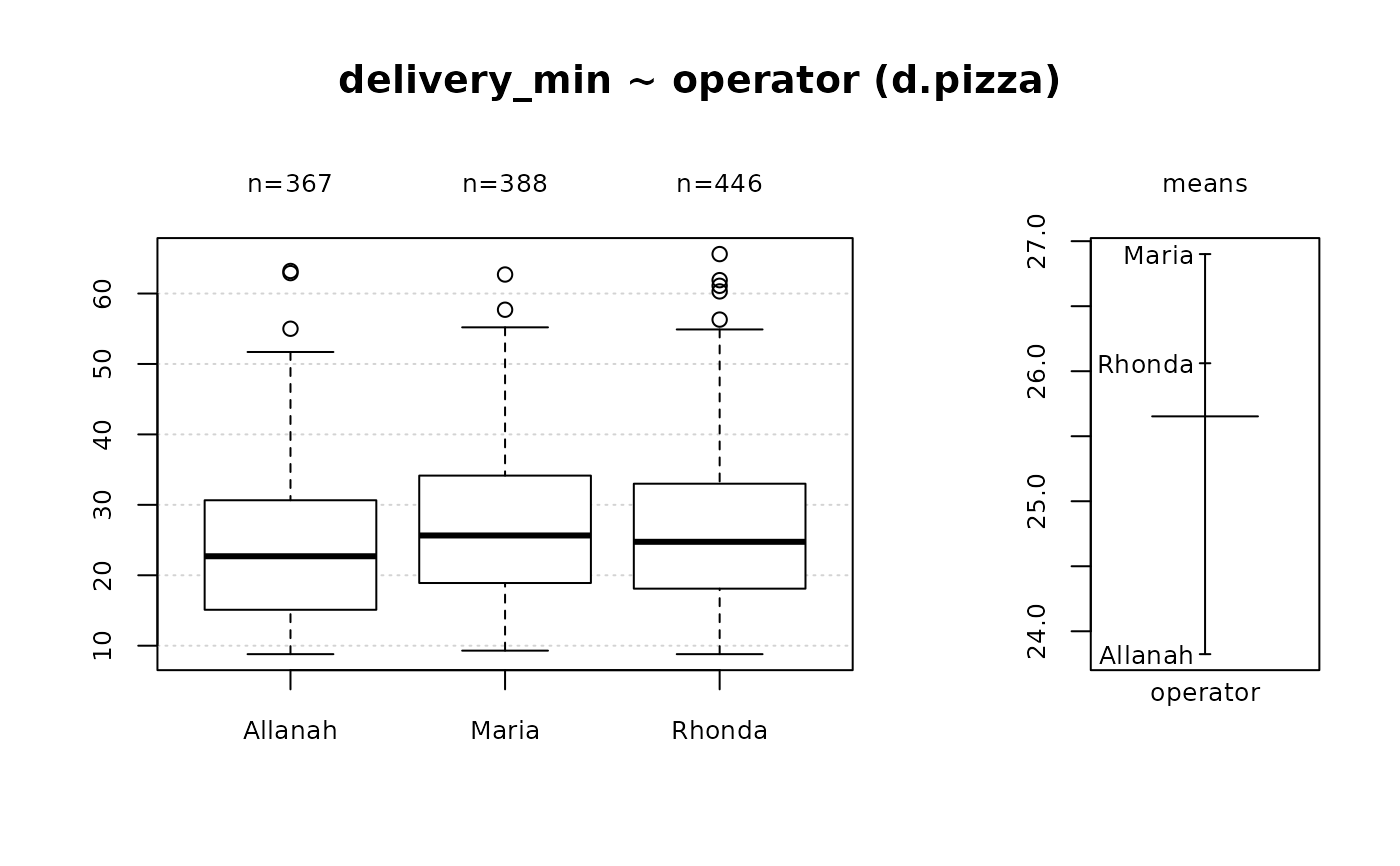 delivery_min ~ operator (d.pizza)
n=367 n=388 n=446
60
50
40
30
20
10
Allanah Maria Rhonda
means
27.0
26.0
25.0
24.0
Maria
Rhonda
Allanah
operator